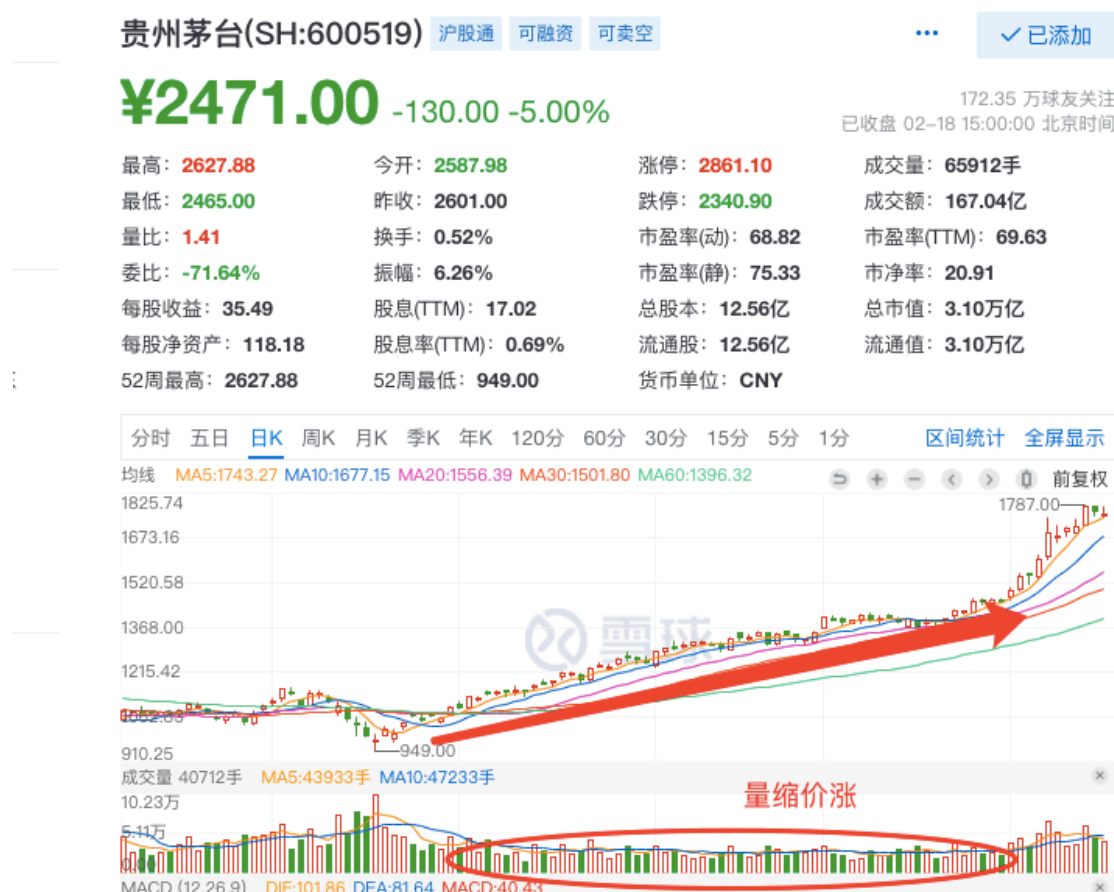 贵州茅台(SH:600519) 沪股通 可融资 可卖空 ••• ✓已添加
¥2471.00 -130.00 -5.00%
172.35 万球友关注
已收盘 02-18 15:00:00 北京时间
最高: 2627.88 今开: 2587.98 涨停: 2861.10 成交量: 65912手
最低: 2465.00 昨收: 2601.00 跌停: 2340.90 成交额: 167.04亿
量比: 1.41 换手: 0.52% 市盈率(动): 68.82 市盈率(TTM): 69.63
委比: -71.64% 振幅: 6.26% 市盈率(静): 75.33 市净率: 20.91
每股收益: 35.49 股息(TTM): 17.02 总股本: 12.56亿 总市值: 3.10万亿
每股净资产: 118.18 股息率(TTM): 0.69% 流通股: 12.56亿 流通值: 3.10万亿
52周最高: 2627.88 52周最低: 949.00 货币单位: CNY
分时 五日 日K 周K 月K 季K 年K 120分 60分 30分 15分 5分 1分 区间统计 全屏显示
均线 MA5:1743.27 MA10:1677.15 MA20:1556.39 MA30:1501.80 MA60:1396.32 前复权
1825.74
1787.00
1673.16
1520.58
1368.00
雪球
1215.42
949.00
910.25
成交量 40712手 MA5:43933手 MA10:47233手
量缩价涨
10.23万
5.11万
0.00
MACD (12,26,9) DIF:101.86 DEA:81.64 MACD:40.43